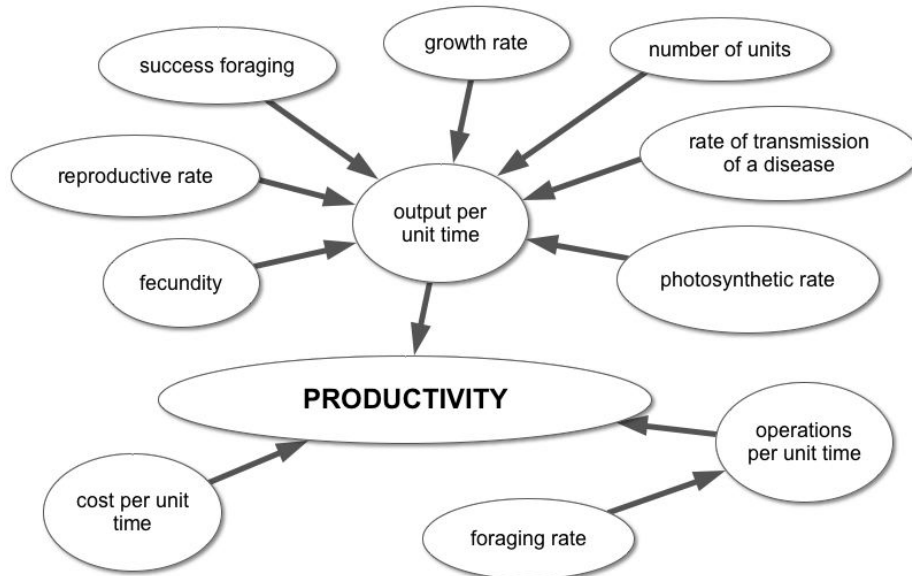 growth rate
number of units
success foraging
rate of transmission
of a disease
reproductive rate
output per
unit time
fecundity
photosynthetic rate
PRODUCTIVITY
operations
per unit time
cost per unit
time
foraging rate